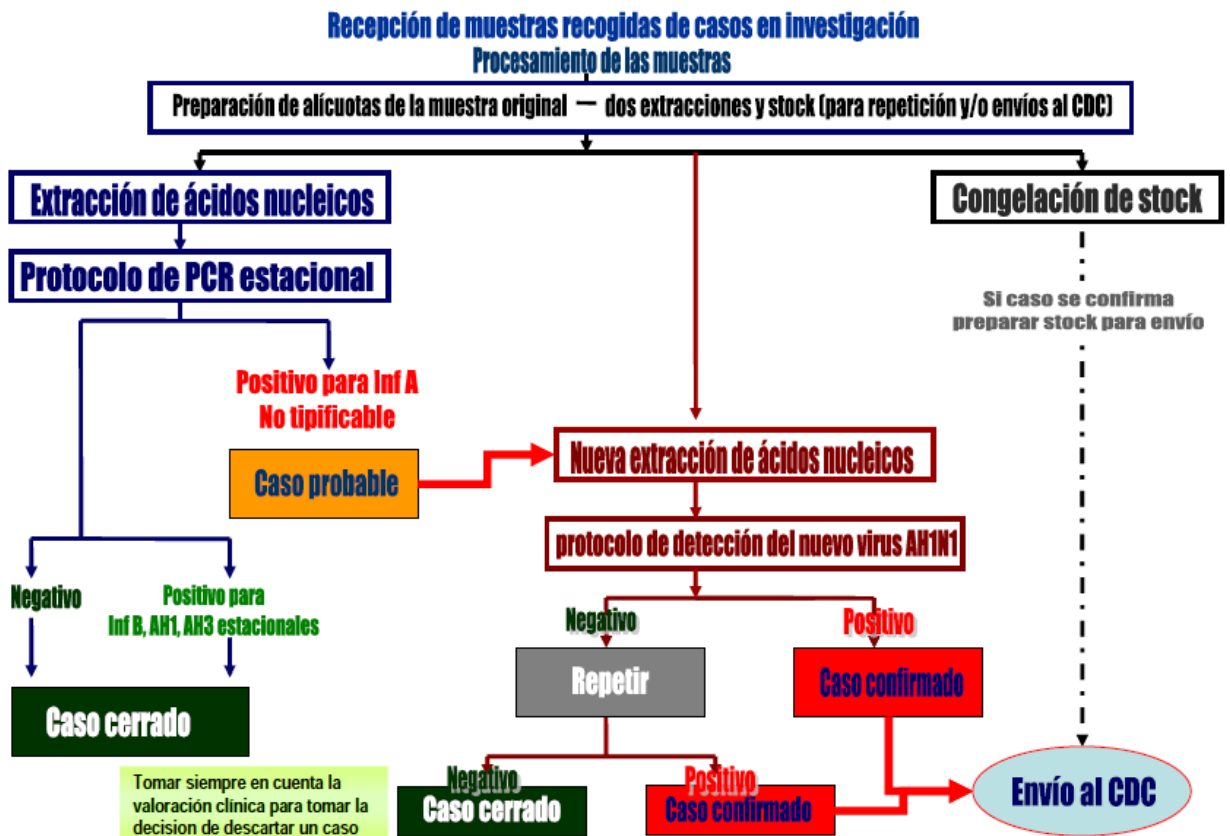 Recepción de muestras recogidas de casos en investigación
Procesamiento de las muestras
Preparación de alícuotas de la muestra original — dos extracciones y stock (para repetición y/o envíos al CDC)
Extracción de ácidos nucleicos
Congelación de stock
Protocolo de PCR estacional
Si caso se confirma
preparar stock para envío
Positivo para Inf A
No tipificable
Caso probable
Nueva extracción de ácidos nucleicos
protocolo de detección del nuevo virus AH1N1
Negativo
Positivo para
Inf B, AH1, AH3 estacionales
Caso cerrado
Negativo
Positivo
Repetir
Caso confirmado
Negativo
Positivo
Caso cerrado
Caso confirmado
Envío al CDC
Tomar siempre en cuenta la
valoración clínica para tomar la
decision de descartar un caso